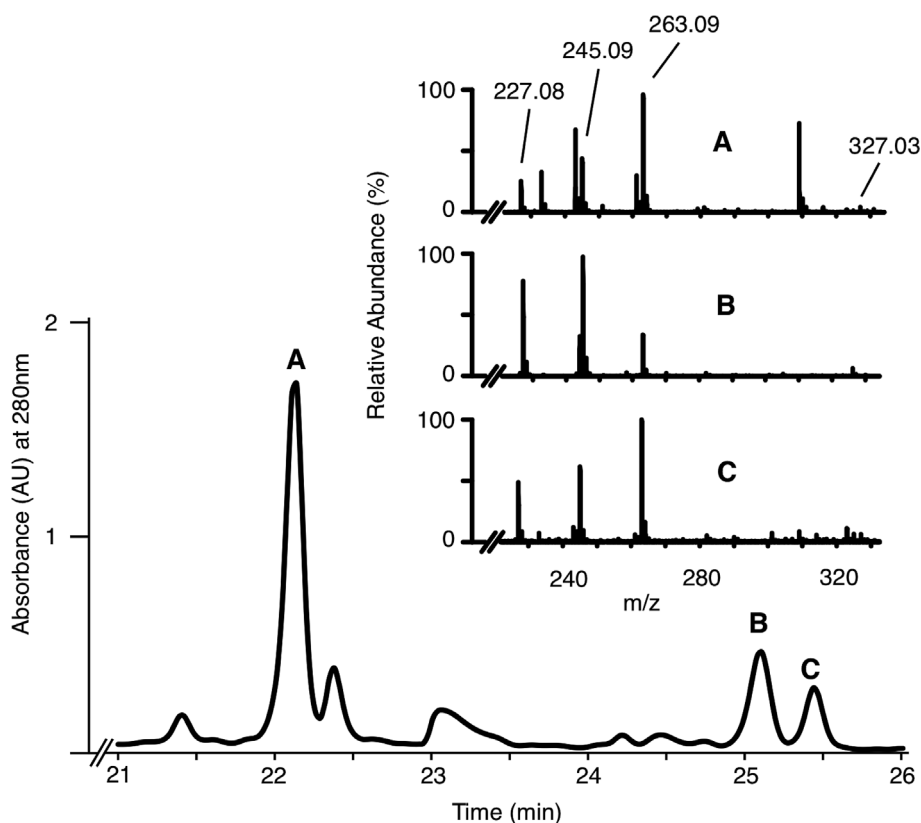 263.09
245.09
227.08
327.03
100
A
0
100
B
0
100
C
0
240 280 320
m/z
Relative Abundance (%)
2
1
Absorbance (AU) at 280nm
A
B
C
21 22 23 24 25 26
Time (min)